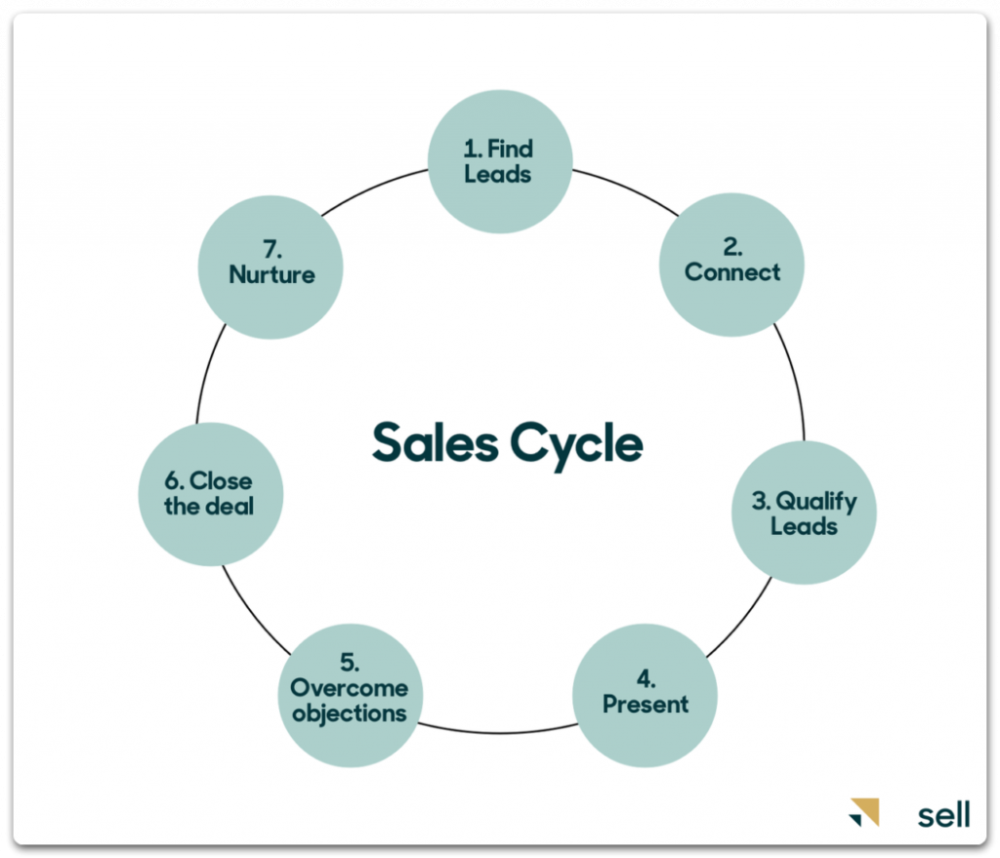 1. Find
Leads
2.
Connect
3. Qualify
Leads
4.
Present
5.
Overcome
objections
6. Close
the deal
7.
Nurture
Sales Cycle
sell